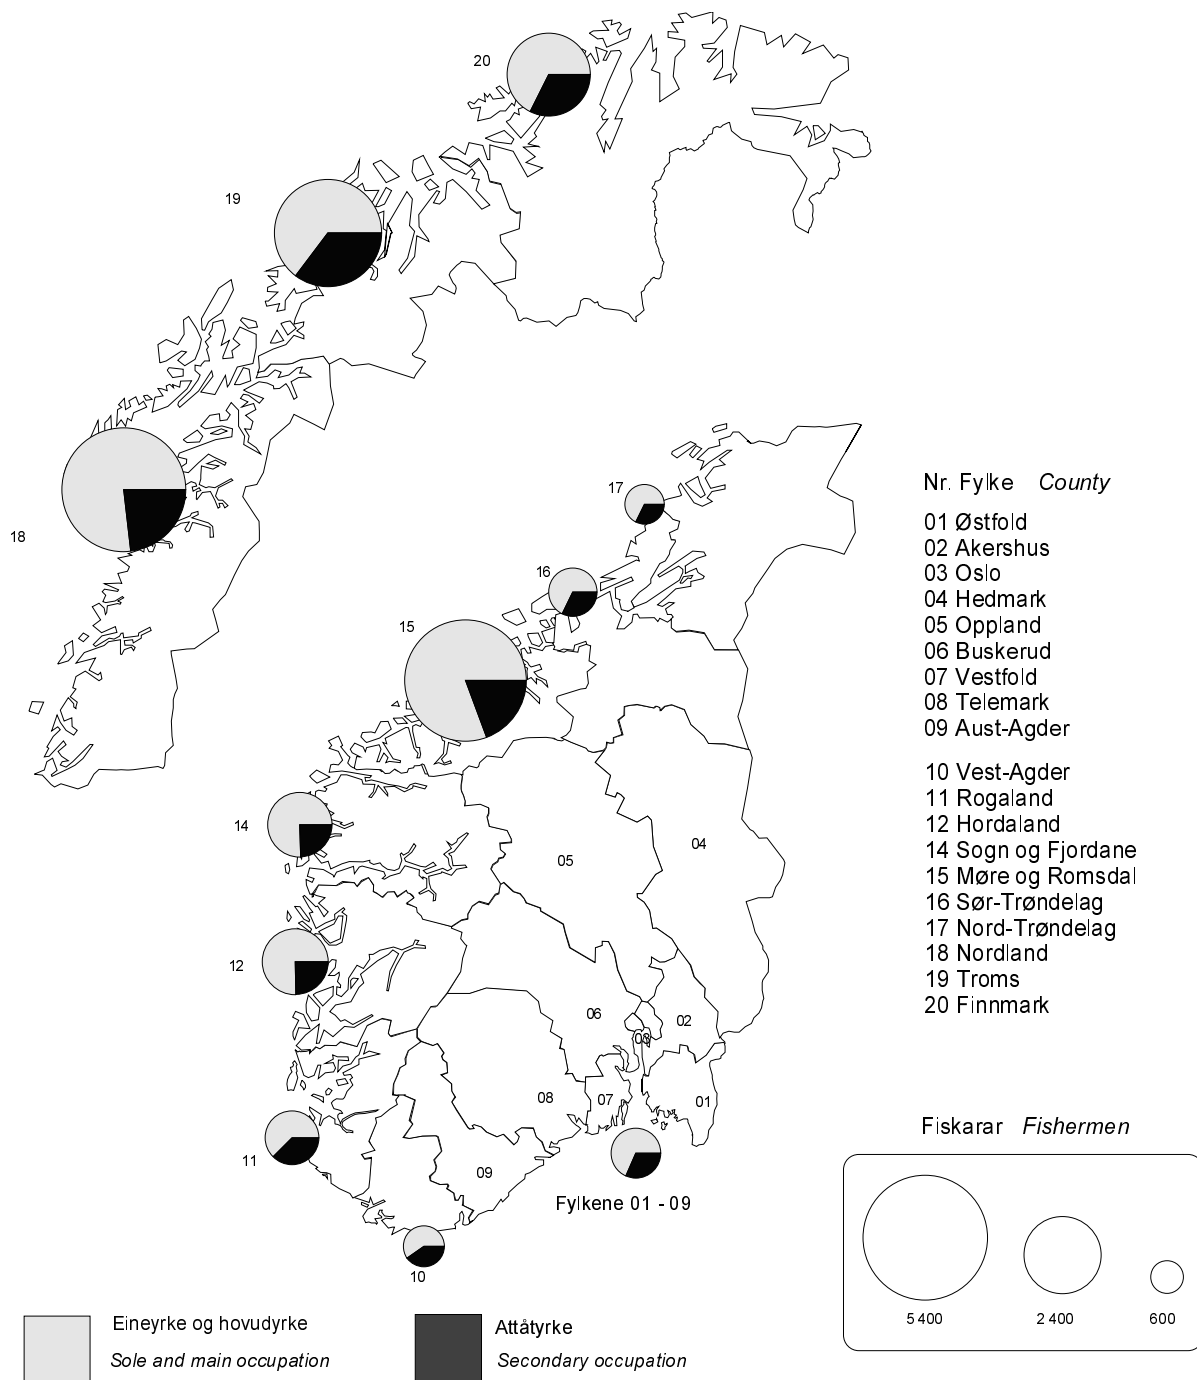 20
19
18
17
16
15
14
12
11
10
05
04
06
02
03
08
07
01
09
Fylkene 01 - 09
Nr. Fylke County
01 Østfold
02 Akershus
03 Oslo
04 Hedmark
05 Oppland
06 Buskerud
07 Vestfold
08 Telemark
09 Aust-Agder
10 Vest-Agder
11 Rogaland
12 Hordaland
14 Sogn og Fjordane
15 Møre og Romsdal
16 Sør-Trøndelag
17 Nord-Trøndelag
18 Nordland
19 Troms
20 Finnmark
Fiskarar Fishermen
5 400 2 400 600
Eineyrke og hovudyrke
Sole and main occupation
Attåtyrke
Secondary occupation